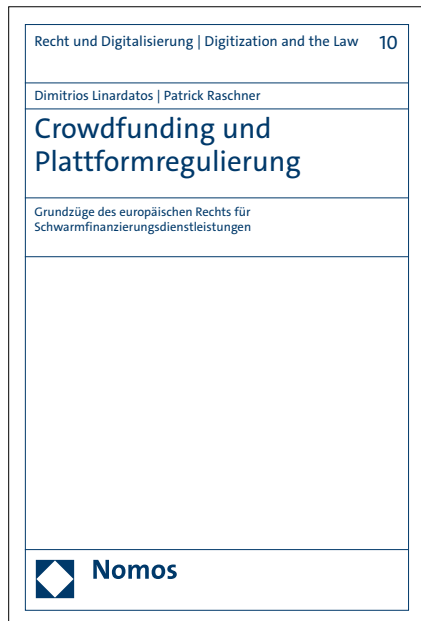 Recht und Digitalisierung | Digitization and the Law 10
Dimitrios Linardatos | Patrick Raschner
Crowdfunding und
Plattformregulierung
Grundzüge des europäischen Rechts für
Schwarmfinanzierungsdienstleistungen
Nomos